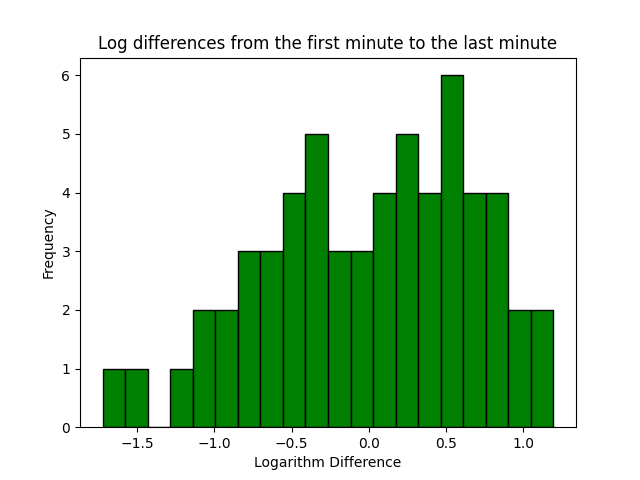 Log differences from the first minute to the last minute
6
5
4
3
2
1
0
Frequency
−1.5 −1.0 −0.5 0.0 0.5 1.0
Logarithm Difference